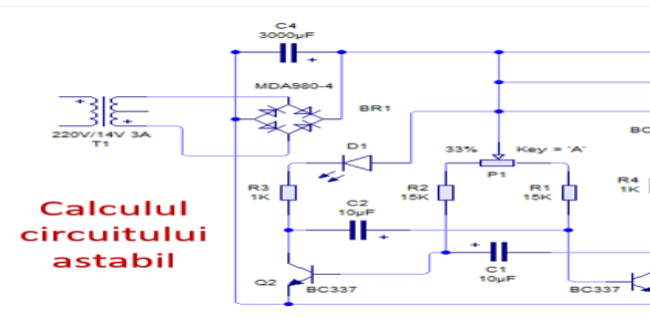 C4
3000µF
MDA980-4
BR1
220V/14V 3A
T1
D1
33%
Key = 'A'
P1
BC
R3
1K
R2
15K
R1
15K
R4
1K
C2
10µF
C1
10µF
Q2
BC337
BC337
Calculul
circuitului
astabil